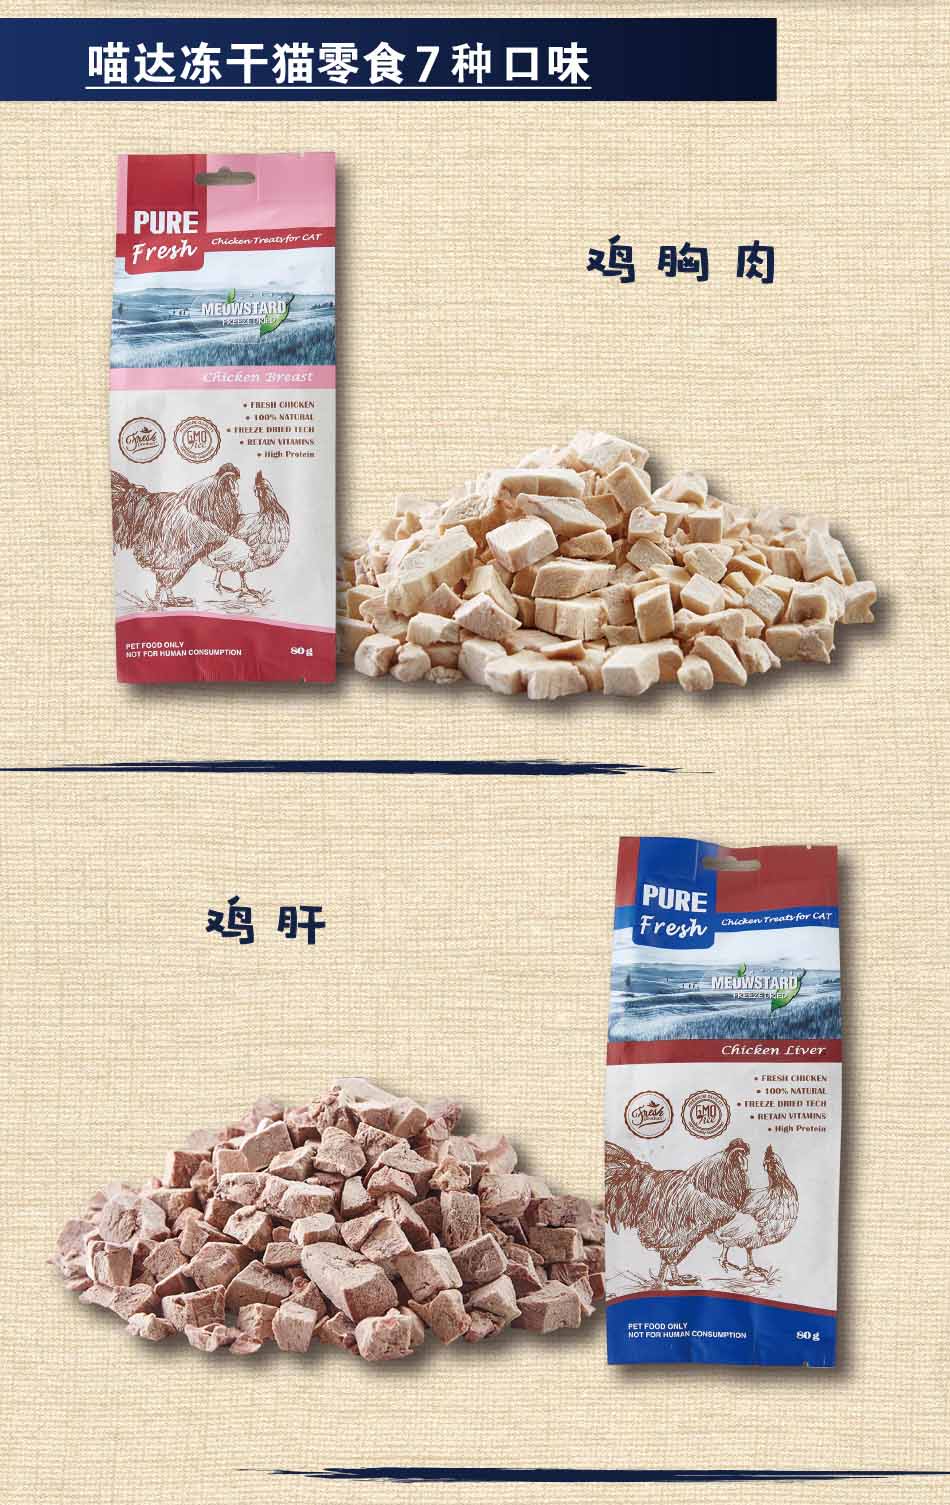 喵达冻干猫零食7种口味
PURE
Fresh
Chicken Treats for CAT
MEOWSTARD
FREEZE DRIED
Chicken Breast
• FRESH CHICKEN
• 100% NATURAL
• FREEZE DRIED TECH
• RETAIN VITAMINS
• High Protein
Fresh
GMO
Free
PET FOOD ONLY
NOT FOR HUMAN CONSUMPTION
80g
鸡胸肉
鸡肝
PURE
Fresh
Chicken Treats for CAT
MEOWSTARD
FREEZE DRIED
Chicken Liver
• FRESH CHICKEN
• 100% NATURAL
• FREEZE DRIED TECH
• RETAIN VITAMINS
• High Protein
Fresh
GMO
Free
PET FOOD ONLY
NOT FOR HUMAN CONSUMPTION
80g